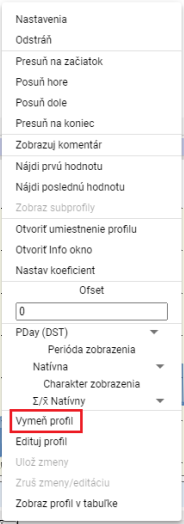 Nastavenia
Odstráň
Presuň na začiatok
Posuň hore
Posuň dole
Presuň na koniec
Zobrazuj komentár
Nájdi prvú hodnotu
Nájdi poslednú hodnotu
Zobraz subprofily
Otvoriť umiestnenie profilu
Otvoriť Info okno
Nastav koeficient
Ofset
0
PDay (DST)
Perióda zobrazenia
Natívna
Charakter zobrazenia
Σ/x̄ Natívny
Vymeň profil
Edituj profil
Ulož zmeny
Zruš zmeny/editáciu
Zobraz profil v tabuľke